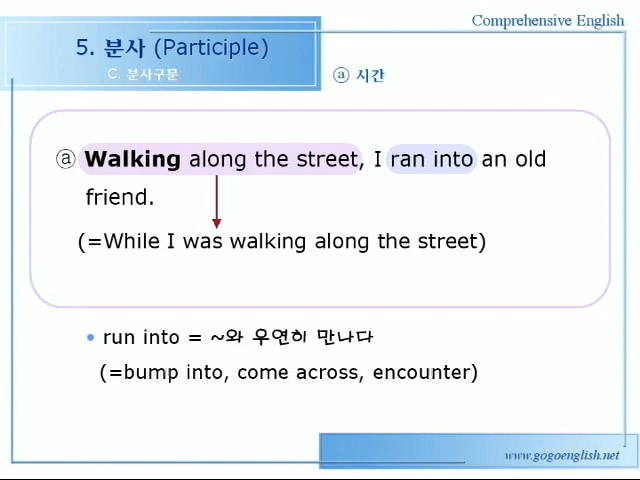 Comprehensive English
5. 분사 (Participle)
C. 분사구문
ⓐ 시간
ⓐ Walking along the street, I ran into an old
friend.
(=While I was walking along the street)
• run into = ~와 우연히 만나다
(=bump into, come across, encounter)
www.gogoenglish.net